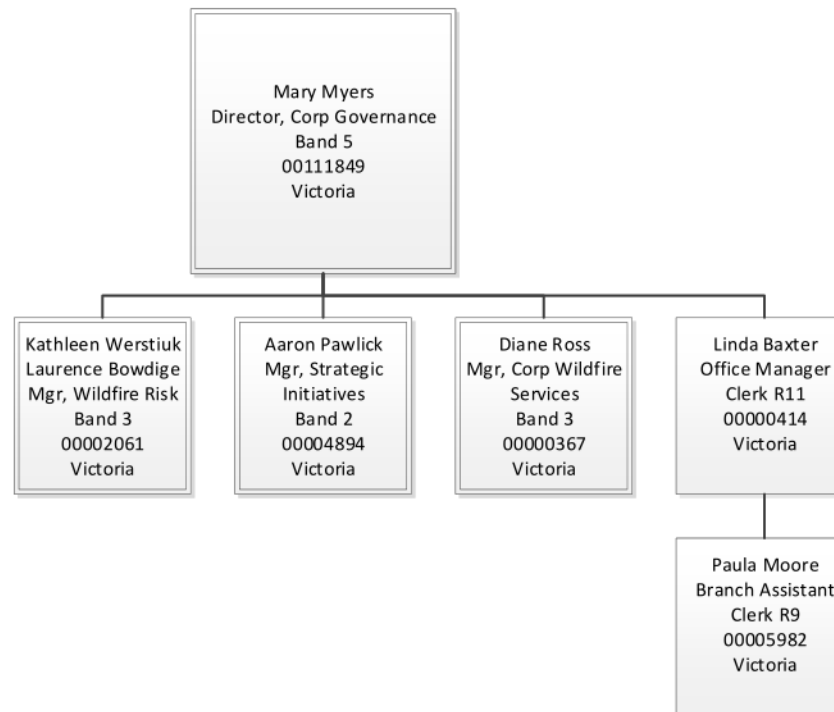 Mary Myers
Director, Corp Governance
Band 5
00111849
Victoria
Kathleen Werstiuk
Laurence Bowdige
Mgr, Wildfire Risk
Band 3
00002061
Victoria
Aaron Pawlick
Mgr, Strategic
Initiatives
Band 2
00004894
Victoria
Diane Ross
Mgr, Corp Wildfire
Services
Band 3
00000367
Victoria
Linda Baxter
Office Manager
Clerk R11
00000414
Victoria
Paula Moore
Branch Assistant
Clerk R9
00005982
Victoria